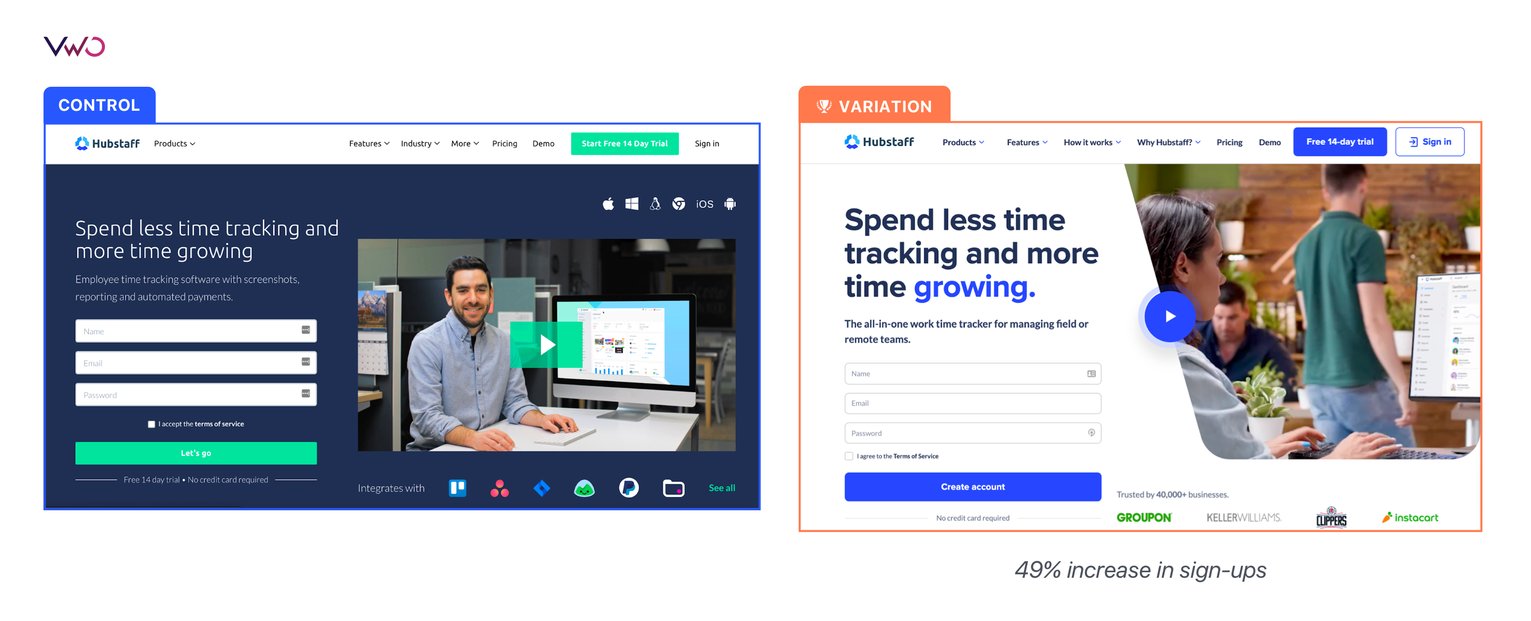 VWO
CONTROL
Hubstaff Products Features Industry More Pricing Demo Start Free 14 Day Trial Sign in
iOS
Spend less time tracking and
more time growing
Employee time tracking software with screenshots,
reporting and automated payments.
Name
Email
Password
I accept the terms of service
Let's go
Free 14 day trial • No credit card required
Integrates with See all
VARIATION
Hubstaff Products Features How it works Why Hubstaff? Pricing Demo Free 14-day trial Sign in
Spend less time
tracking and more
time growing.
The all-in-one work time tracker for managing field or
remote teams.
Name
Email
Password
I agree to the Terms of Service
Create account
No credit card required
Hubstaff
Dashboard
Trusted by 40,000+ businesses.
GROUPON KELLERWILLIAMS. CLIPPERS instacart
49% increase in sign-ups